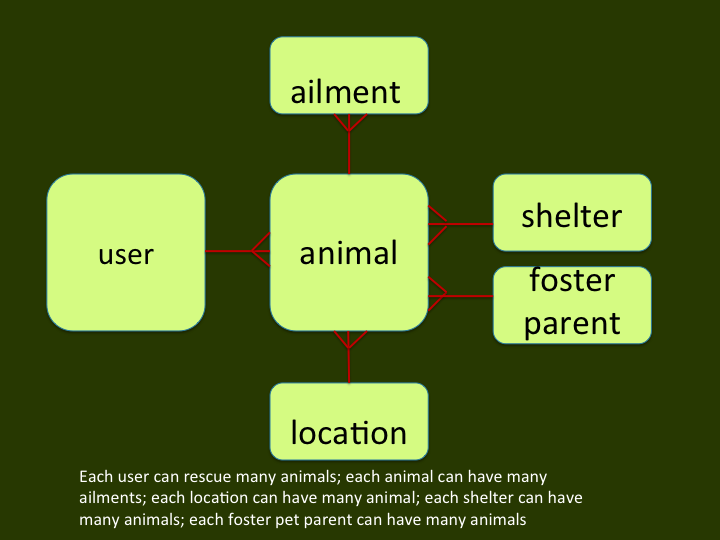 ailment
user
animal
shelter
foster
parent
location
Each user can rescue many animals; each animal can have many
ailments; each location can have many animal; each shelter can have
many animals; each foster pet parent can have many animals